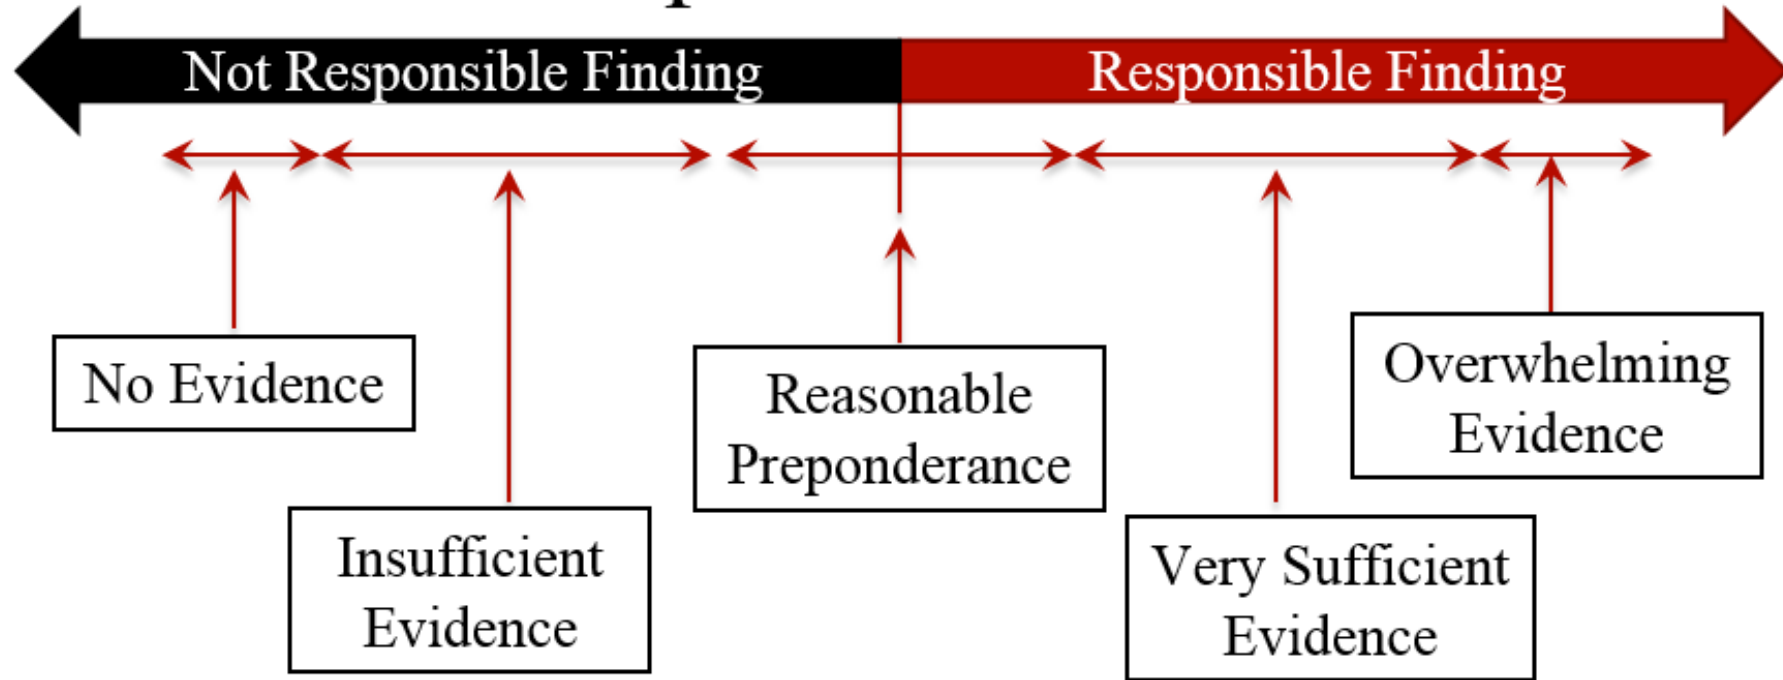 Not Responsible Finding
Responsible Finding
No Evidence
Insufficient
Evidence
Reasonable
Preponderance
Very Sufficient
Evidence
Overwhelming
Evidence